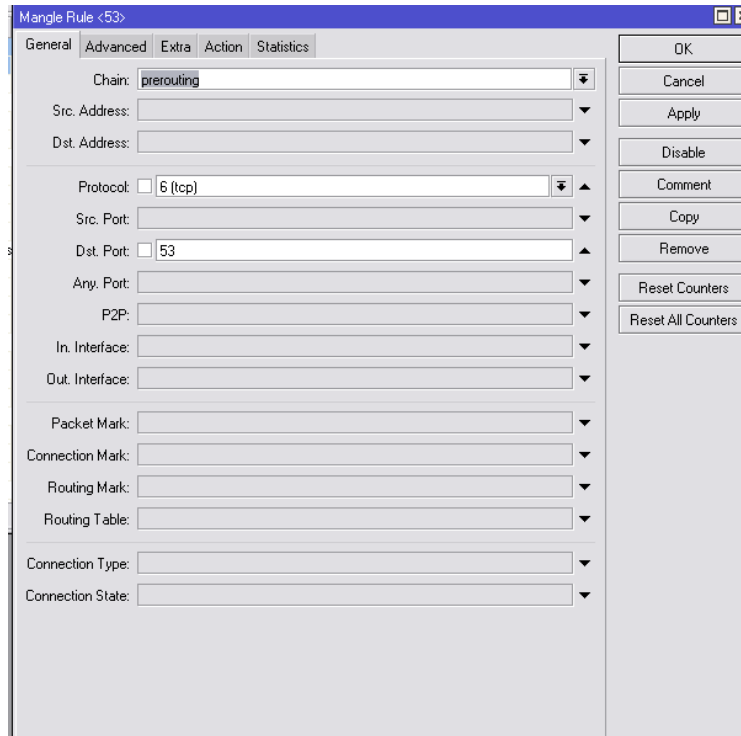 Mangle Rule <53>
General Advanced Extra Action Statistics
Chain: prerouting
Src. Address:
Dst. Address:
Protocol: 6 (tcp)
Src. Port:
Dst. Port: 53
Any. Port:
P2P:
In. Interface:
Out. Interface:
Packet Mark:
Connection Mark:
Routing Mark:
Routing Table:
Connection Type:
Connection State:
OK
Cancel
Apply
Disable
Comment
Copy
Remove
Reset Counters
Reset All Counters